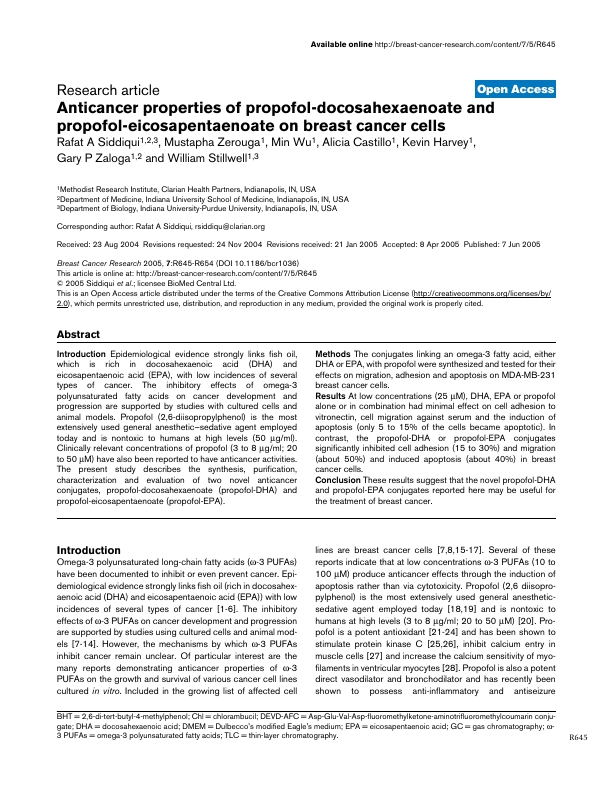 Available online http://breast-cancer-research.com/content/7/5/R645
Research article
Open Access
Anticancer properties of propofol-docosahexaenoate and
propofol-eicosapentaenoate on breast cancer cells
Rafat A Siddiqui1,2,3, Mustapha Zerouga1, Min Wu1, Alicia Castillo1, Kevin Harvey1,
Gary P Zaloga1,2 and William Stillwell1,3
1Methodist Research Institute, Clarian Health Partners, Indianapolis, IN, USA
2Department of Medicine, Indiana University School of Medicine, Indianapolis, IN, USA
3Department of Biology, Indiana University-Purdue University, Indianapolis, IN, USA
Corresponding author: Rafat A Siddiqui, rsiddiqu@clarian.org
Received: 23 Aug 2004 Revisions requested: 24 Nov 2004 Revisions received: 21 Jan 2005 Accepted: 8 Apr 2005 Published: 7 Jun 2005
Breast Cancer Research 2005, 7:R645-R654 (DOI 10.1186/bcr1036)
This article is online at: http://breast-cancer-research.com/content/7/5/R645
© 2005 Siddiqui et al.; licensee BioMed Central Ltd.
This is an Open Access article distributed under the terms of the Creative Commons Attribution License (http://creativecommons.org/licenses/by/
2.0), which permits unrestricted use, distribution, and reproduction in any medium, provided the original work is properly cited.
Abstract
Introduction Epidemiological evidence strongly links fish oil,
which is rich in docosahexaenoic acid (DHA) and
eicosapentaenoic acid (EPA), with low incidences of several
types of cancer. The inhibitory effects of omega-3
polyunsaturated fatty acids on cancer development and
progression are supported by studies with cultured cells and
animal models. Propofol (2,6-diisopropylphenol) is the most
extensively used general anesthetic–sedative agent employed
today and is nontoxic to humans at high levels (50 μg/ml).
Clinically relevant concentrations of propofol (3 to 8 μg/ml; 20
to 50 μM) have also been reported to have anticancer activities.
The present study describes the synthesis, purification,
characterization and evaluation of two novel anticancer
conjugates, propofol-docosahexaenoate (propofol-DHA) and
propofol-eicosapentaenoate (propofol-EPA).
Methods The conjugates linking an omega-3 fatty acid, either
DHA or EPA, with propofol were synthesized and tested for their
effects on migration, adhesion and apoptosis on MDA-MB-231
breast cancer cells.
Results At low concentrations (25 μM), DHA, EPA or propofol
alone or in combination had minimal effect on cell adhesion to
vitronectin, cell migration against serum and the induction of
apoptosis (only 5 to 15% of the cells became apoptotic). In
contrast, the propofol-DHA or propofol-EPA conjugates
significantly inhibited cell adhesion (15 to 30%) and migration
(about 50%) and induced apoptosis (about 40%) in breast
cancer cells.
Conclusion These results suggest that the novel propofol-DHA
and propofol-EPA conjugates reported here may be useful for
the treatment of breast cancer.
Introduction
Omega-3 polyunsaturated long-chain fatty acids (ω-3 PUFAs)
have been documented to inhibit or even prevent cancer. Epi-
demiological evidence strongly links fish oil (rich in docosahex-
aenoic acid (DHA) and eicosapentaenoic acid (EPA)) with low
incidences of several types of cancer [1-6]. The inhibitory
effects of ω-3 PUFAs on cancer development and progression
are supported by studies using cultured cells and animal mod-
els [7-14]. However, the mechanisms by which ω-3 PUFAs
inhibit cancer remain unclear. Of particular interest are the
many reports demonstrating anticancer properties of ω-3
PUFAs on the growth and survival of various cancer cell lines
cultured in vitro. Included in the growing list of affected cell
lines are breast cancer cells [7,8,15-17]. Several of these
reports indicate that at low concentrations ω-3 PUFAs (10 to
100 μM) produce anticancer effects through the induction of
apoptosis rather than via cytotoxicity. Propofol (2,6 diisopro-
pylphenol) is the most extensively used general anesthetic-
sedative agent employed today [18,19] and is nontoxic to
humans at high levels (3 to 8 μg/ml; 20 to 50 μM) [20]. Pro-
pofol is a potent antioxidant [21-24] and has been shown to
stimulate protein kinase C [25,26], inhibit calcium entry in
muscle cells [27] and increase the calcium sensitivity of myo-
filaments in ventricular myocytes [28]. Propofol is also a potent
direct vasodilator and bronchodilator and has recently been
shown to possess anti-inflammatory and antiseizure
BHT = 2,6-di-tert-butyl-4-methylphenol; Chl = chlorambucil; DEVD-AFC = Asp-Glu-Val-Asp-fluoromethylketone-aminotrifluoromethylcoumarin conju-
gate; DHA = docosahexaenoic acid; DMEM = Dulbecco's modified Eagle's medium; EPA = eicosapentaenoic acid; GC = gas chromatography; ω-
3 PUFAs = omega-3 polyunsaturated fatty acids; TLC = thin-layer chromatography.
R645